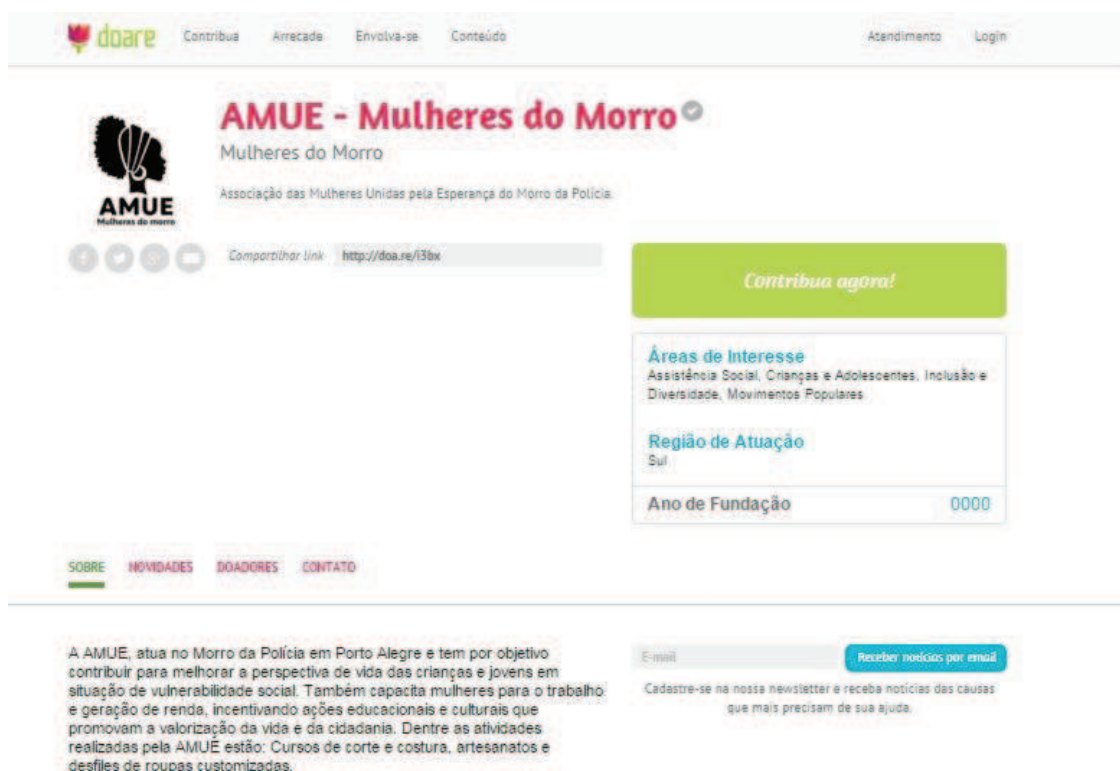 doare Contribua Arrecade Envolva-se Conteúdo Atendimento Login
AMUE - Mulheres do Morro
Mulheres do Morro
Associação das Mulheres Unidas pela Esperança do Morro da Polícia.
AMUE
Mulheres do morro
Compartilhar link http://doa.re/i3bx
Contribua agora!
Áreas de Interesse
Assistência Social, Crianças e Adolescentes, Inclusão e
Diversidade, Movimentos Populares
Região de Atuação
Sul
Ano de Fundação 0000
SOBRE NOVIDADES DOADORES CONTATO
A AMUE, atua no Morro da Polícia em Porto Alegre e tem por objetivo
contribuir para melhorar a perspectiva de vida das crianças e jovens em
situação de vulnerabilidade social. Também capacita mulheres para o trabalho
e geração de renda, incentivando ações educacionais e culturais que
promovam a valorização da vida e da cidadania. Dentre as atividades
realizadas pela AMUE estão: Cursos de corte e costura, artesanatos e
desfiles de roupas customizadas.
E-mail Receber notícias por email
Cadastre-se na nossa newsletter e receba notícias das causas
que mais precisam de sua ajuda.